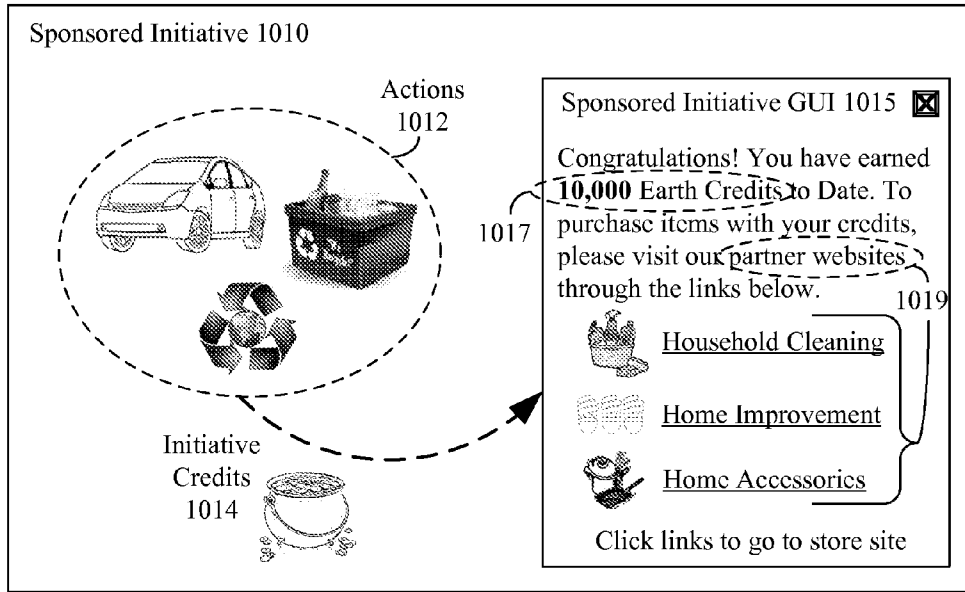 Sponsored Initiative 1010
Actions
1012
Initiative
Credits
1014
Sponsored Initiative GUI 1015
Congratulations! You have earned
10,000 Earth Credits to Date. To
purchase items with your credits,
please visit our partner websites
through the links below.
1017
1019
Household Cleaning
Home Improvement
Home Accessories
Click links to go to store site